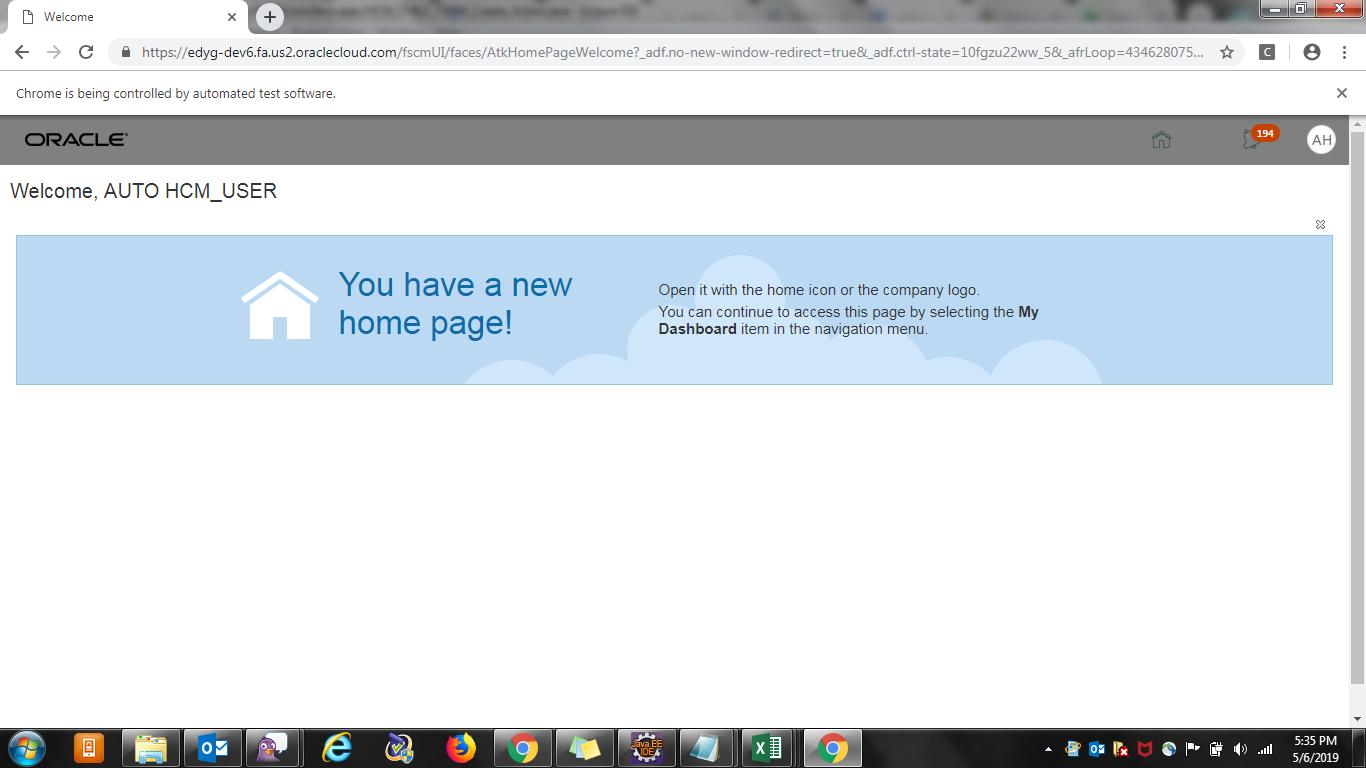 Welcome
https://edyg-dev6.fa.us2.oraclecloud.com/fscmUI/faces/AtkHomePageWelcome?_adf.no-new-window-redirect=true&_adf.ctrl-state=10fgzu22ww_5&_afrLoop=434628075...
C
Chrome is being controlled by automated test software.
ORACLE
194
AH
Welcome, AUTO HCM_USER
You have a new
home page!
Open it with the home icon or the company logo.
You can continue to access this page by selecting the My
Dashboard item in the navigation menu.
Java EE
IDE
5:35 PM
5/6/2019